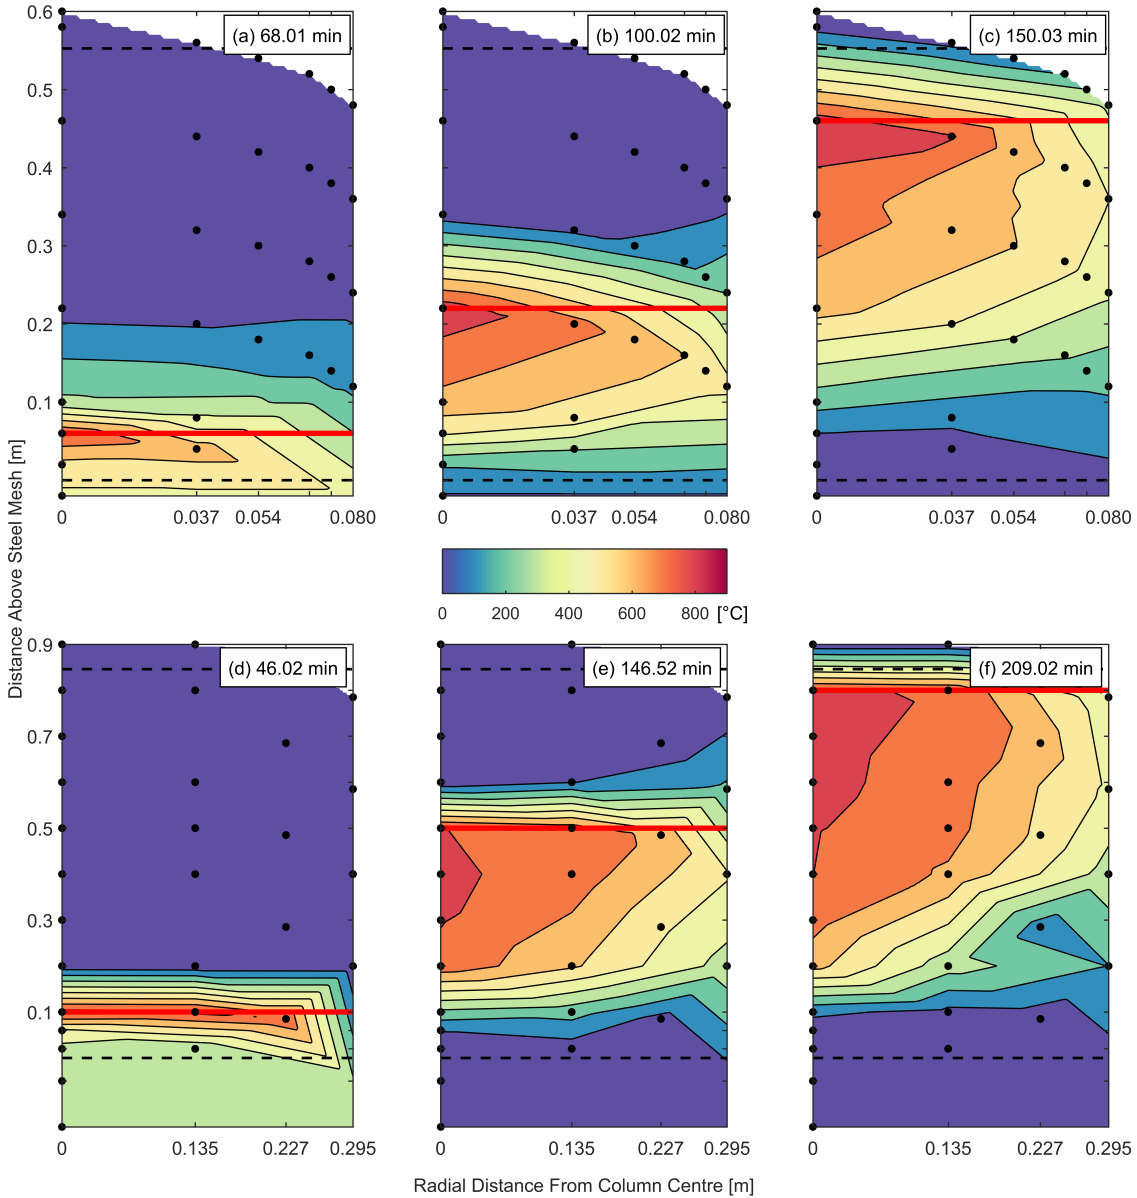 (a) 68.01 min
(b) 100.02 min
(c) 150.03 min
0.6
0.5
0.4
0.3
0.2
0.1
0 0.037 0.054 0.080
0 0.037 0.054 0.080
0 0.037 0.054 0.080
Distance Above Steel Mesh [m]
0 200 400 600 800 [°C]
(d) 46.02 min
(e) 146.52 min
(f) 209.02 min
0.9
0.7
0.5
0.3
0.1
0 0.135 0.227 0.295
0 0.135 0.227 0.295
0 0.135 0.227 0.295
Radial Distance From Column Centre [m]